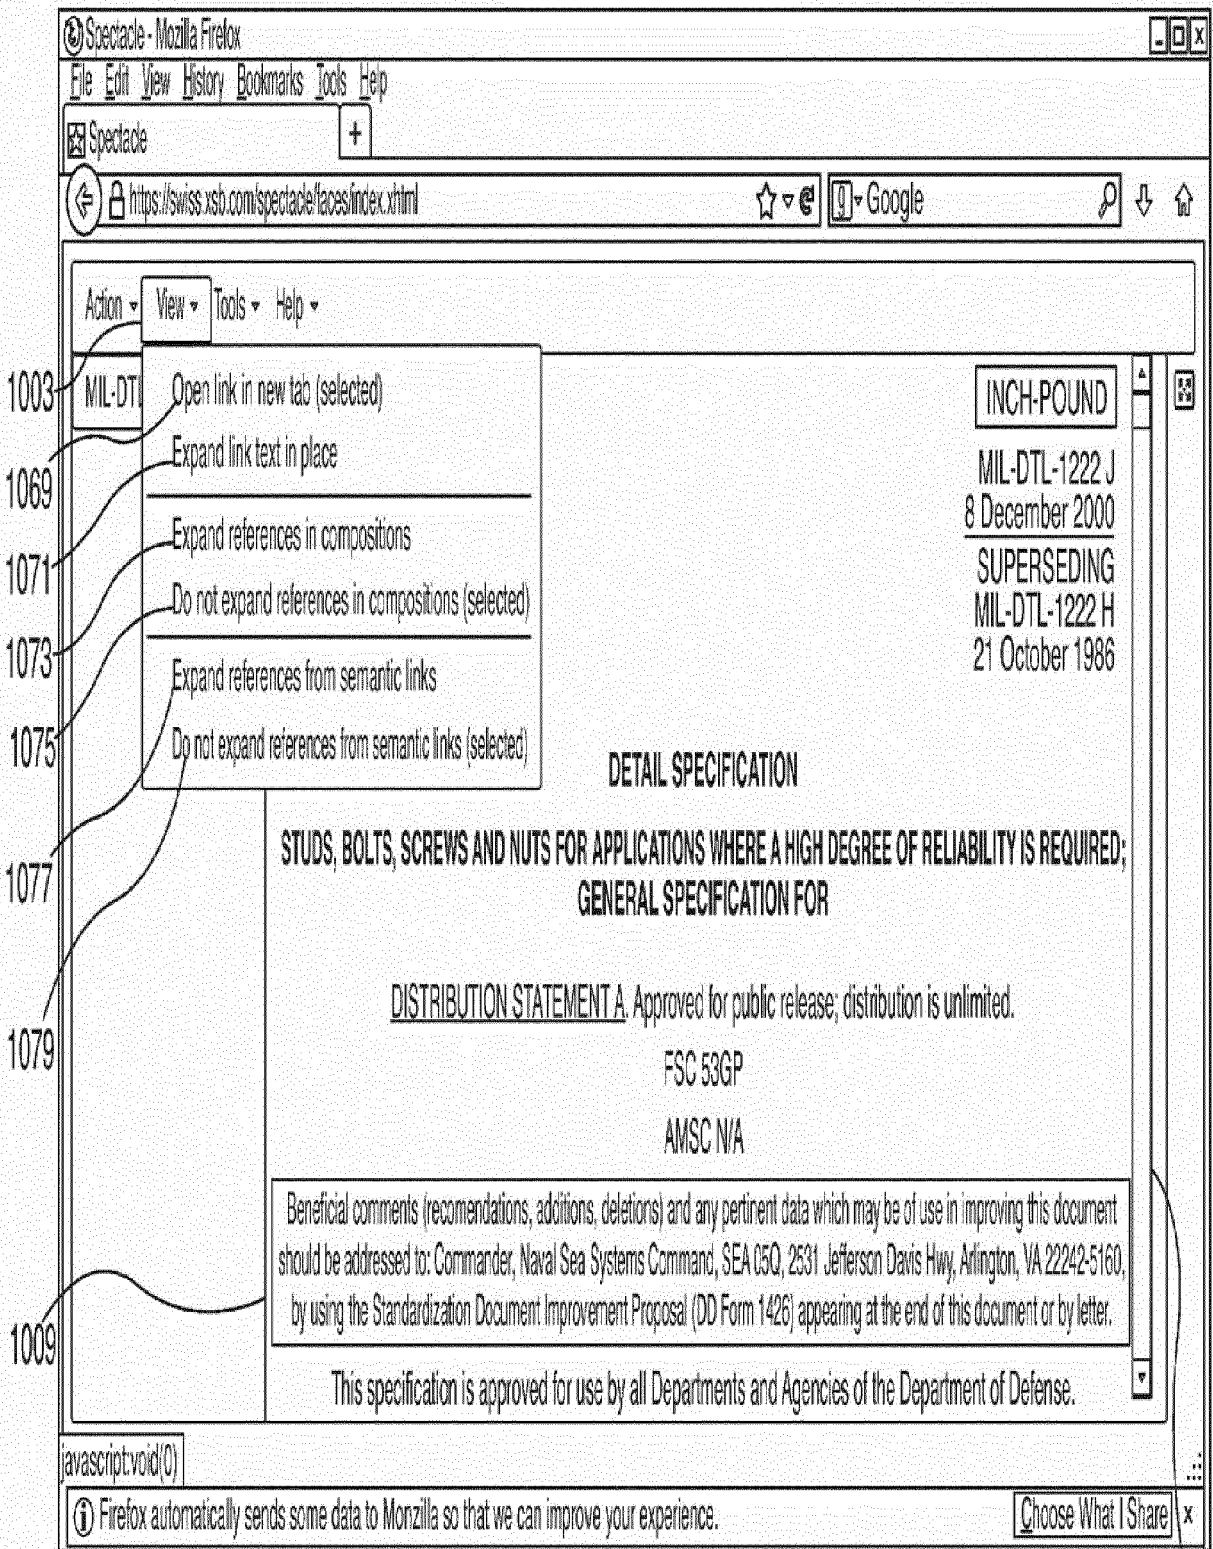 Spectacle - Mozilla Firefox
File Edit View History Bookmarks Tools Help
Spectacle +
https://swiss.xsb.com/spectacle/faces/index.xhtml
g Google
Action View Tools Help
1003
MIL-DTL
Open link in new tab (selected)
INCH-POUND
1069
Expand link text in place
MIL-DTL-1222 J
8 December 2000
1071
Expand references in compositions
SUPERSEDING
Do not expand references in compositions (selected)
MIL-DTL-1222 H
1073
21 October 1986
Expand references from semantic links
1075
Do not expand references from semantic links (selected)
DETAIL SPECIFICATION
1077
STUDS, BOLTS, SCREWS AND NUTS FOR APPLICATIONS WHERE A HIGH DEGREE OF RELIABILITY IS REQUIRED;
GENERAL SPECIFICATION FOR
DISTRIBUTION STATEMENT A. Approved for public release; distribution is unlimited.
1079
FSC 53GP
AMSC N/A
Beneficial comments (recomendations, additions, deletions) and any pertinent data which may be of use in improving this document
should be addressed to: Commander, Naval Sea Systems Command, SEA 05Q, 2531 Jefferson Davis Hwy, Arlington, VA 22242-5160,
by using the Standardization Document Improvement Proposal (DD Form 1426) appearing at the end of this document or by letter.
1009
This specification is approved for use by all Departments and Agencies of the Department of Defense.
javascript:void(0)
Firefox automatically sends some data to Monzilla so that we can improve your experience.
Choose What I Share x